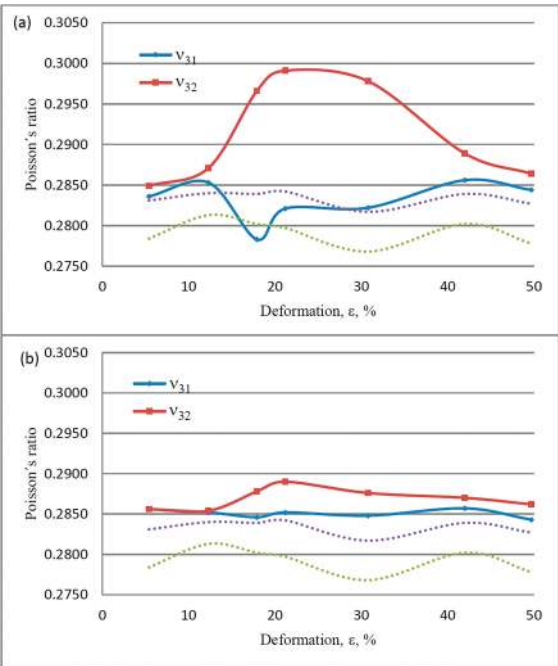 (a)
0.3050
0.3000
0.2950
0.2900
0.2850
0.2800
0.2750
Poisson´s ratio
ν31
ν32
0 10 20 30 40 50
Deformation, ε, %
(b)
0.3050
0.3000
0.2950
0.2900
0.2850
0.2800
0.2750
Poisson´s ratio
ν31
ν32
0 10 20 30 40 50
Deformation, ε, %